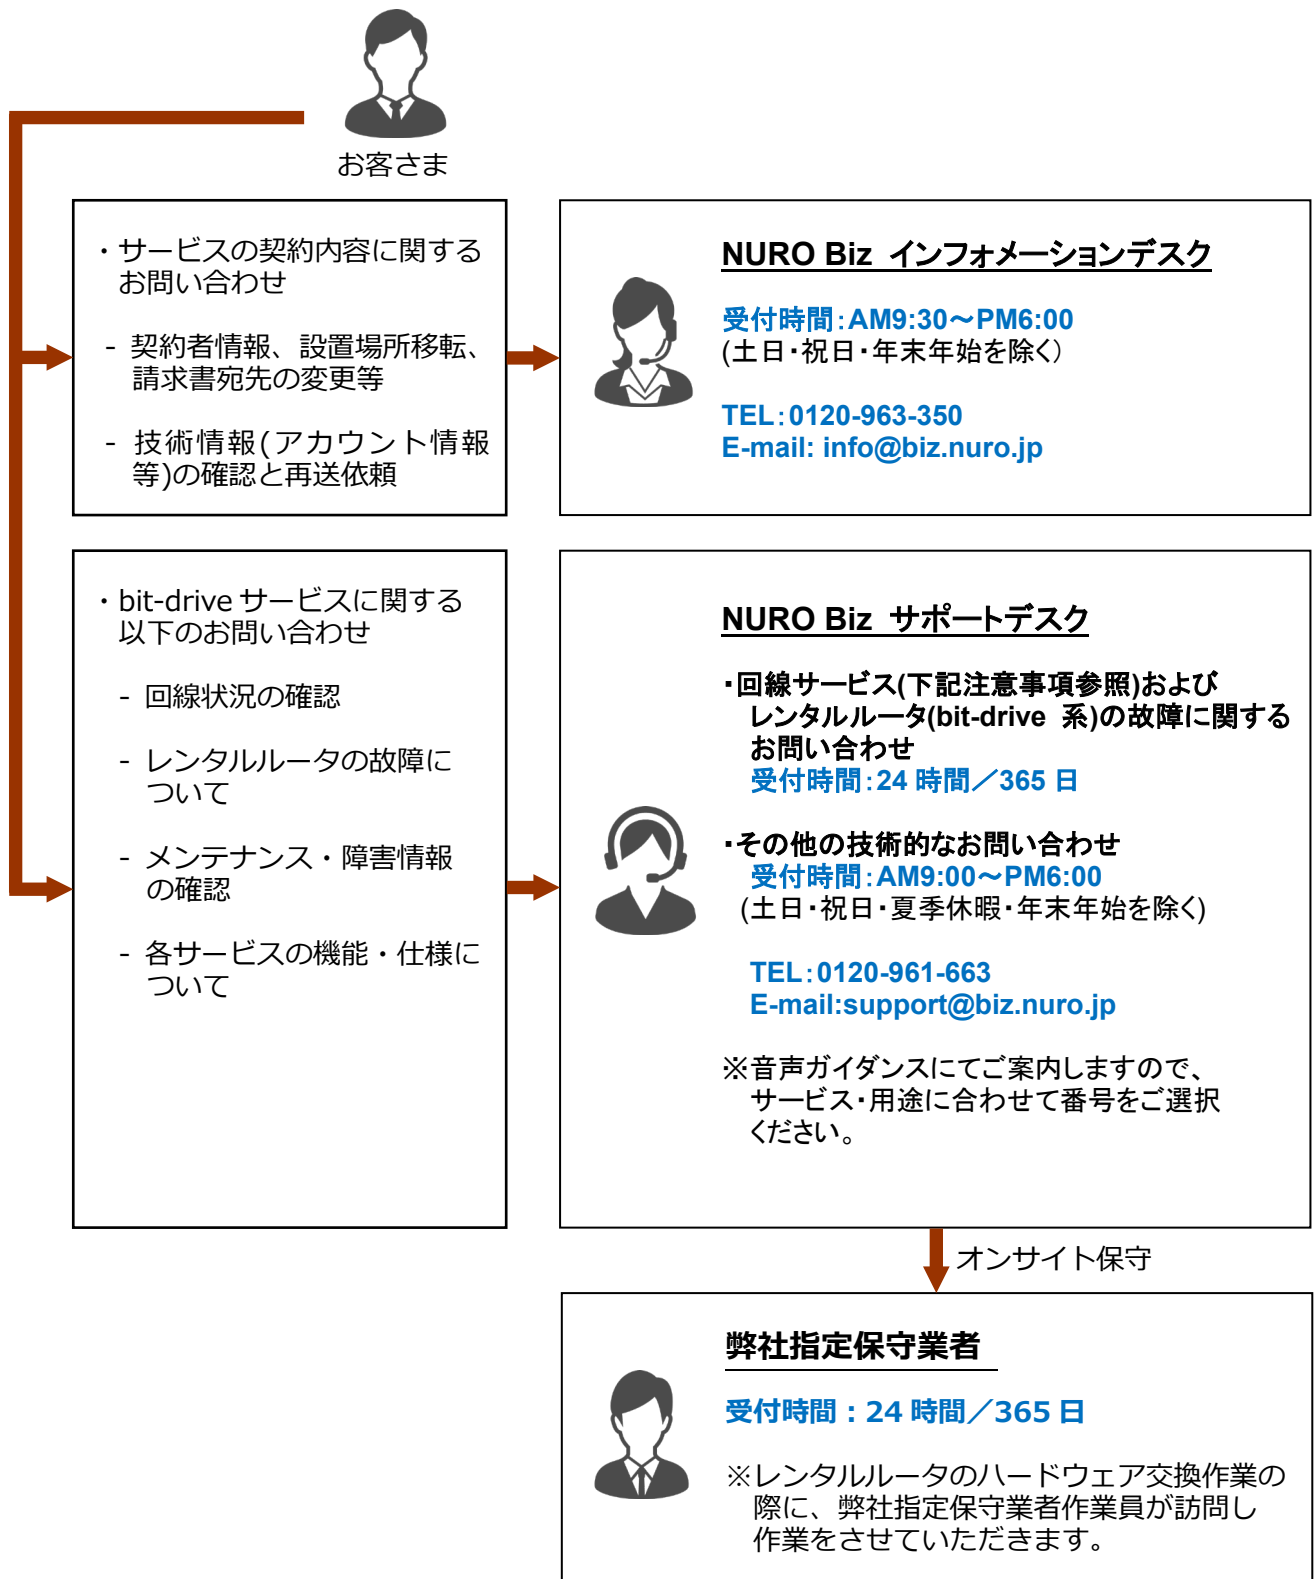 お客さま
・サービスの契約内容に関する
お問い合わせ
- 契約者情報、設置場所移転、
請求書宛先の変更等
- 技術情報(アカウント情報
等)の確認と再送依頼
NURO Biz インフォメーションデスク
受付時間：AM9:30～PM6:00
(土日・祝日・年末年始を除く)
TEL：0120-963-350
E-mail: info@biz.nuro.jp
・bit-drive サービスに関する
以下のお問い合わせ
- 回線状況の確認
- レンタルルータの故障に
ついて
- メンテナンス・障害情報
の確認
- 各サービスの機能・仕様に
ついて
NURO Biz サポートデスク
・回線サービス(下記注意事項参照)および
レンタルルータ(bit-drive 系)の故障に関する
お問い合わせ
受付時間：24 時間／365 日
・その他の技術的なお問い合わせ
受付時間：AM9:00～PM6:00
(土日・祝日・夏季休暇・年末年始を除く)
TEL：0120-961-663
E-mail:support@biz.nuro.jp
※音声ガイダンスにてご案内しますので、
サービス・用途に合わせて番号をご選択
ください。
オンサイト保守
弊社指定保守業者
受付時間：24 時間／365 日
※レンタルルータのハードウェア交換作業の
際に、弊社指定保守業者作業員が訪問し
作業をさせていただきます。